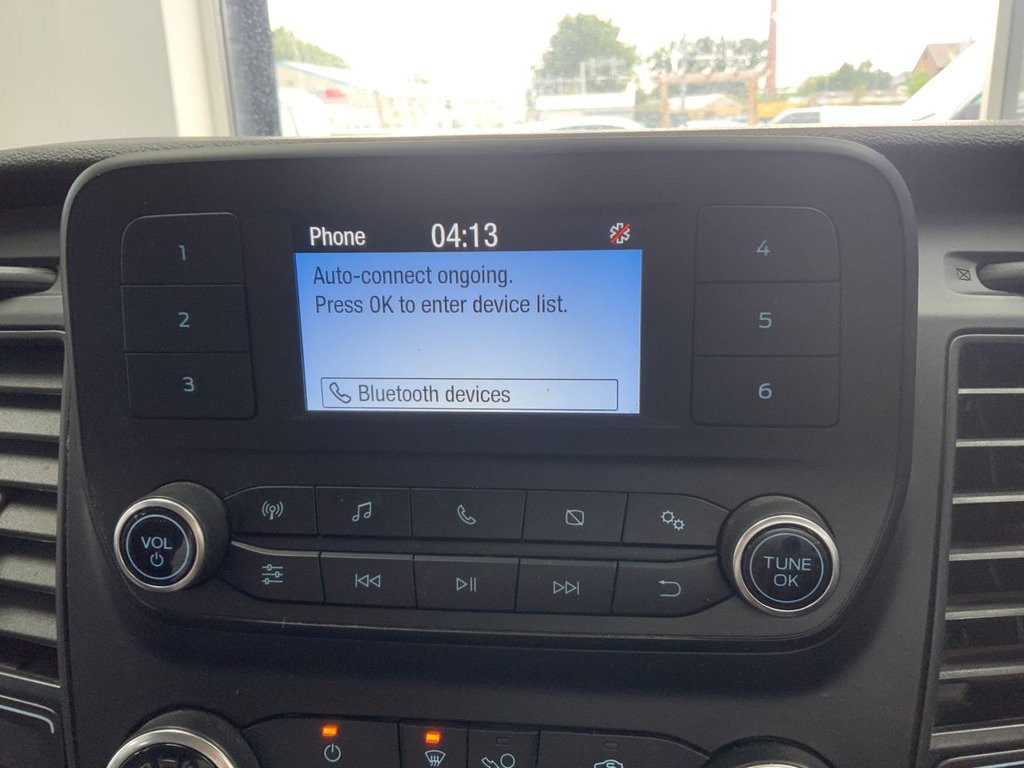 Phone 04:13
Auto-connect ongoing.
Press OK to enter device list.
Bluetooth devices
1
2
3
4
5
6
VOL
TUNE
OK